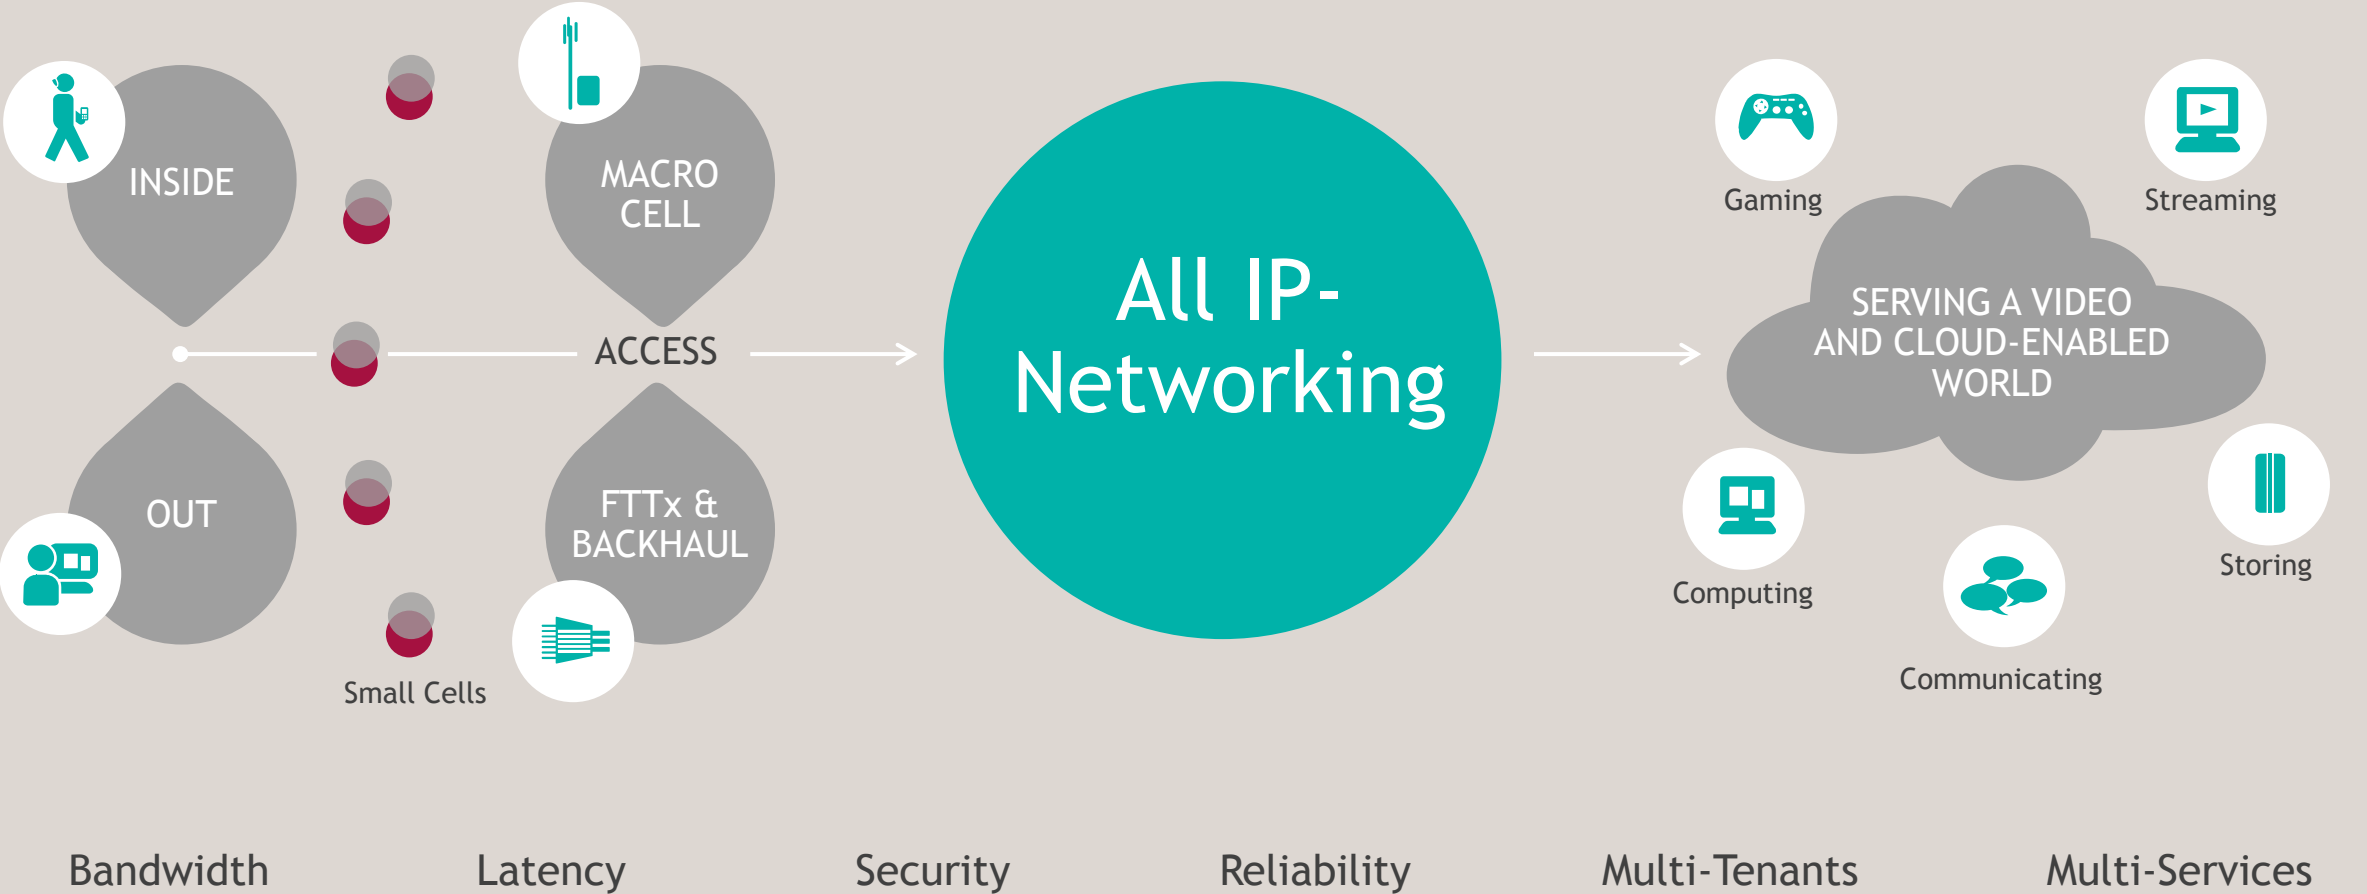 INSIDE
OUT
Small Cells
MACRO
CELL
ACCESS
FTTx &
BACKHAUL
All IP-
Networking
Gaming
Streaming
SERVING A VIDEO
AND CLOUD-ENABLED
WORLD
Computing
Communicating
Storing
Bandwidth
Latency
Security
Reliability
Multi-Tenants
Multi-Services